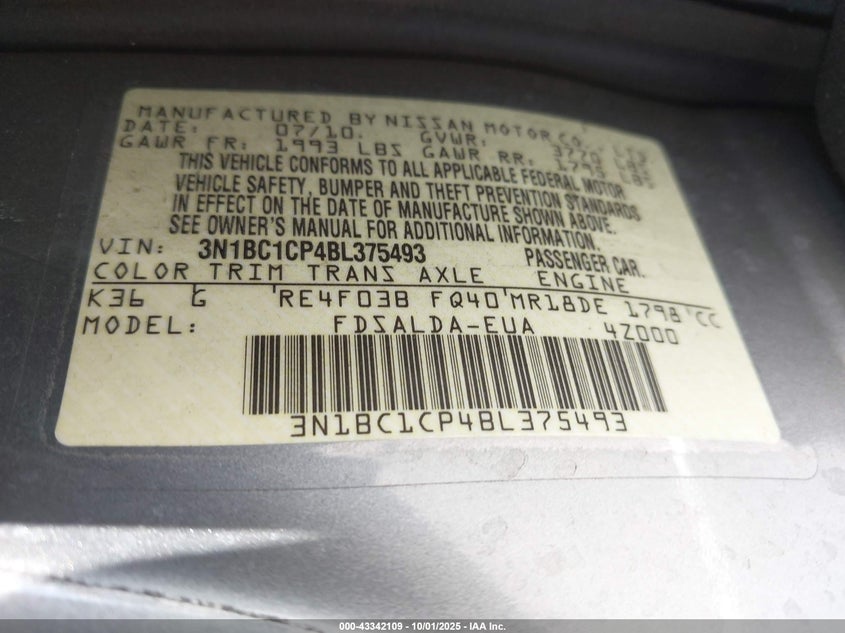 MANUFACTURED BY NISSAN MOTOR CO.,
DATE: 07/10. GVWR:
GAWR FR: 1993 LBS GAWR RR:
THIS VEHICLE CONFORMS TO ALL APPLICABLE FEDERAL MOTOR
VEHICLE SAFETY, BUMPER AND THEFT PREVENTION STANDARDS
IN EFFECT ON THE DATE OF MANUFACTURE SHOWN ABOVE.
SEE OWNER'S MANUAL FOR ADDITIONAL INFORMATION.
VIN: 3N1BC1CP4BL375493 PASSENGER CAR.
COLOR TRIM TRANS AXLE ENGINE
K36 G 'RE4F03B FQ40'MR18DE 1798'CC
MODEL: FDSALDA-EUA 4Z000
3N1BC1CP4BL375493
000-43342109 - 10/01/2025 - IAA Inc.